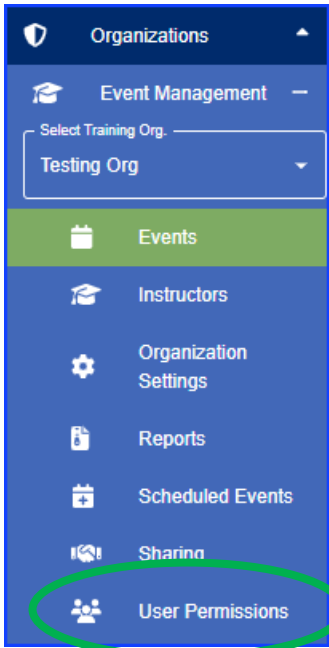 Organizations
Event Management
Select Training Org.
Testing Org
Events
Instructors
Organization
Settings
Reports
Scheduled Events
Sharing
User Permissions